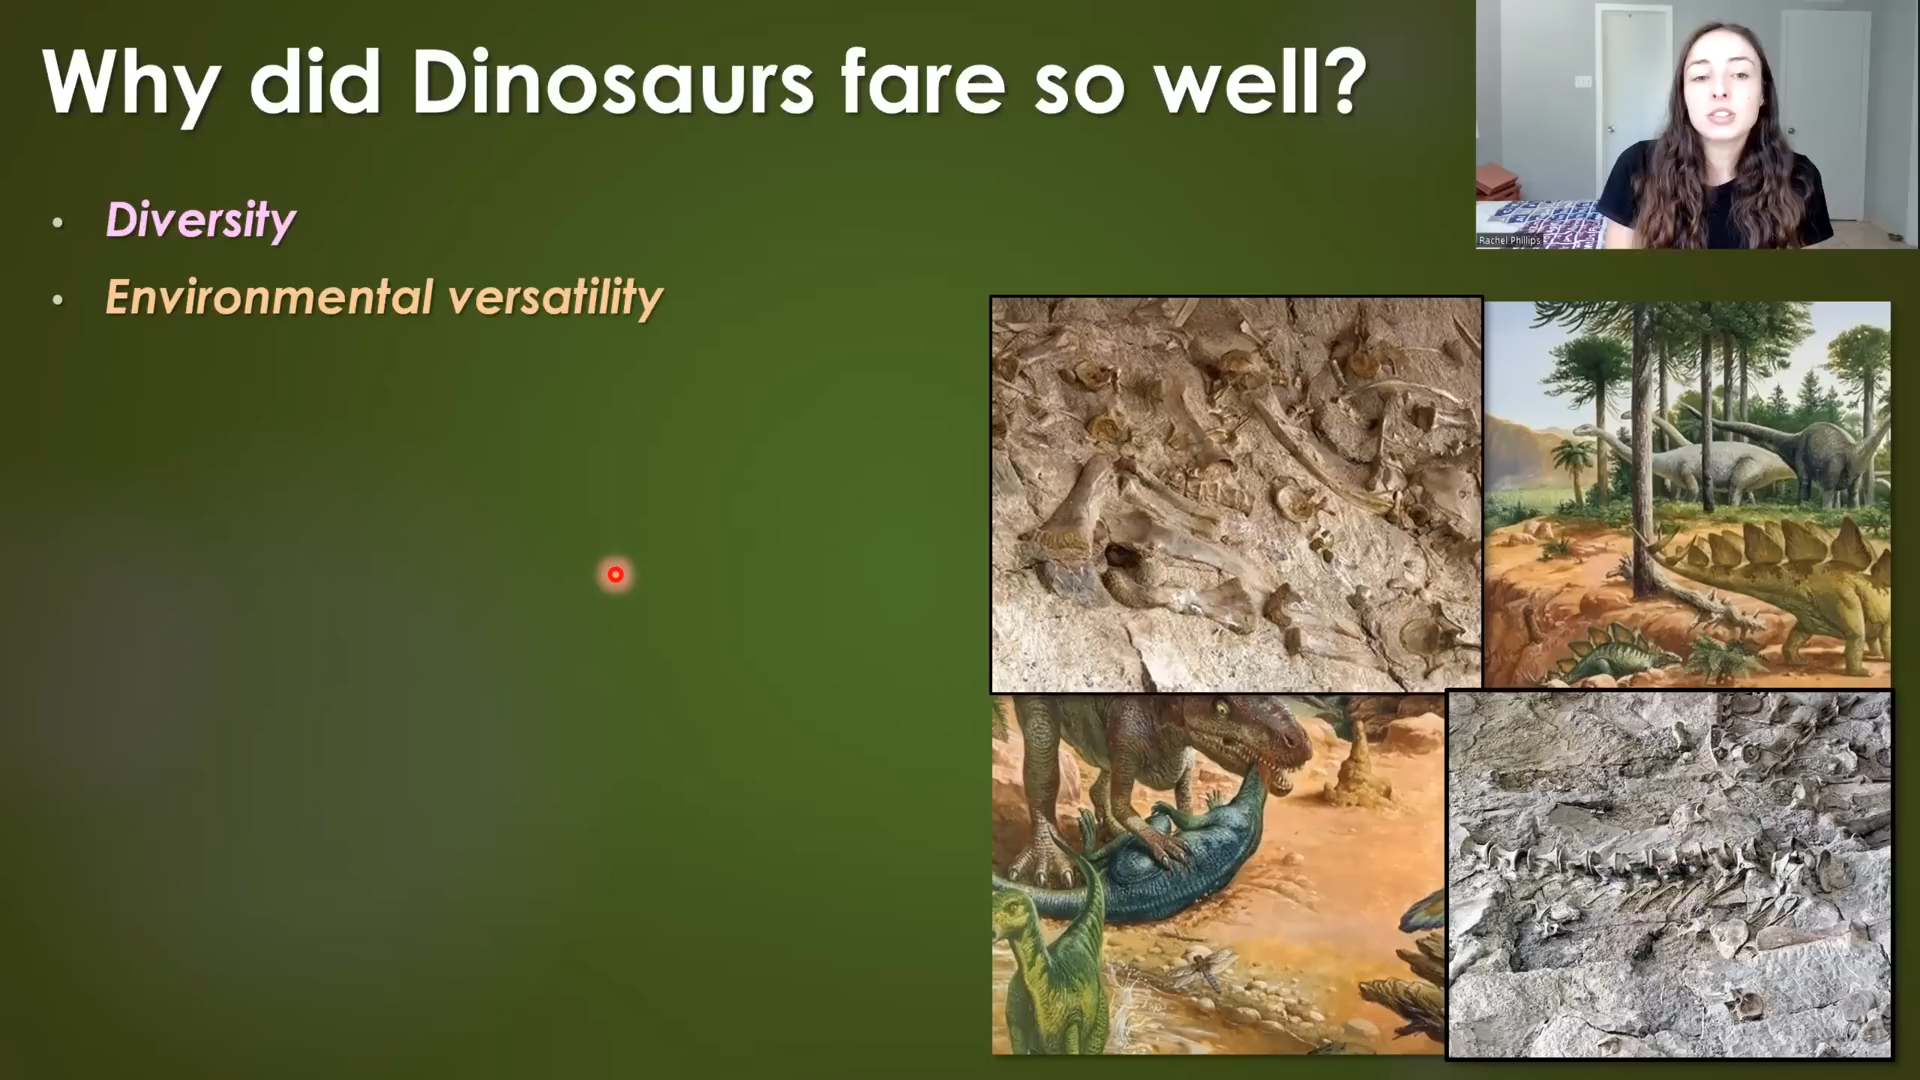 Why did Dinosaurs fare so well?
Rachel Phillips
Diversity
Environmental versatility